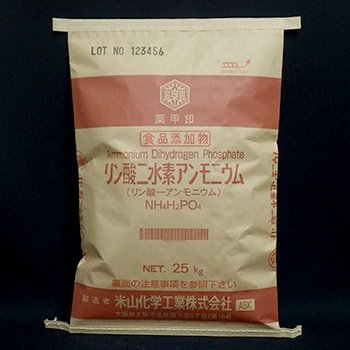 LOT NO 123456
薬甲印
食品添加物
Ammonium Dihydrogen Phosphate
リン酸二水素アンモニウム
(リン酸一アンモニウム)
NH4H2PO4
NET. 25 Kg
裏面の注意事項を参照下さい
製造者 米山化学工業株式会社 ASK